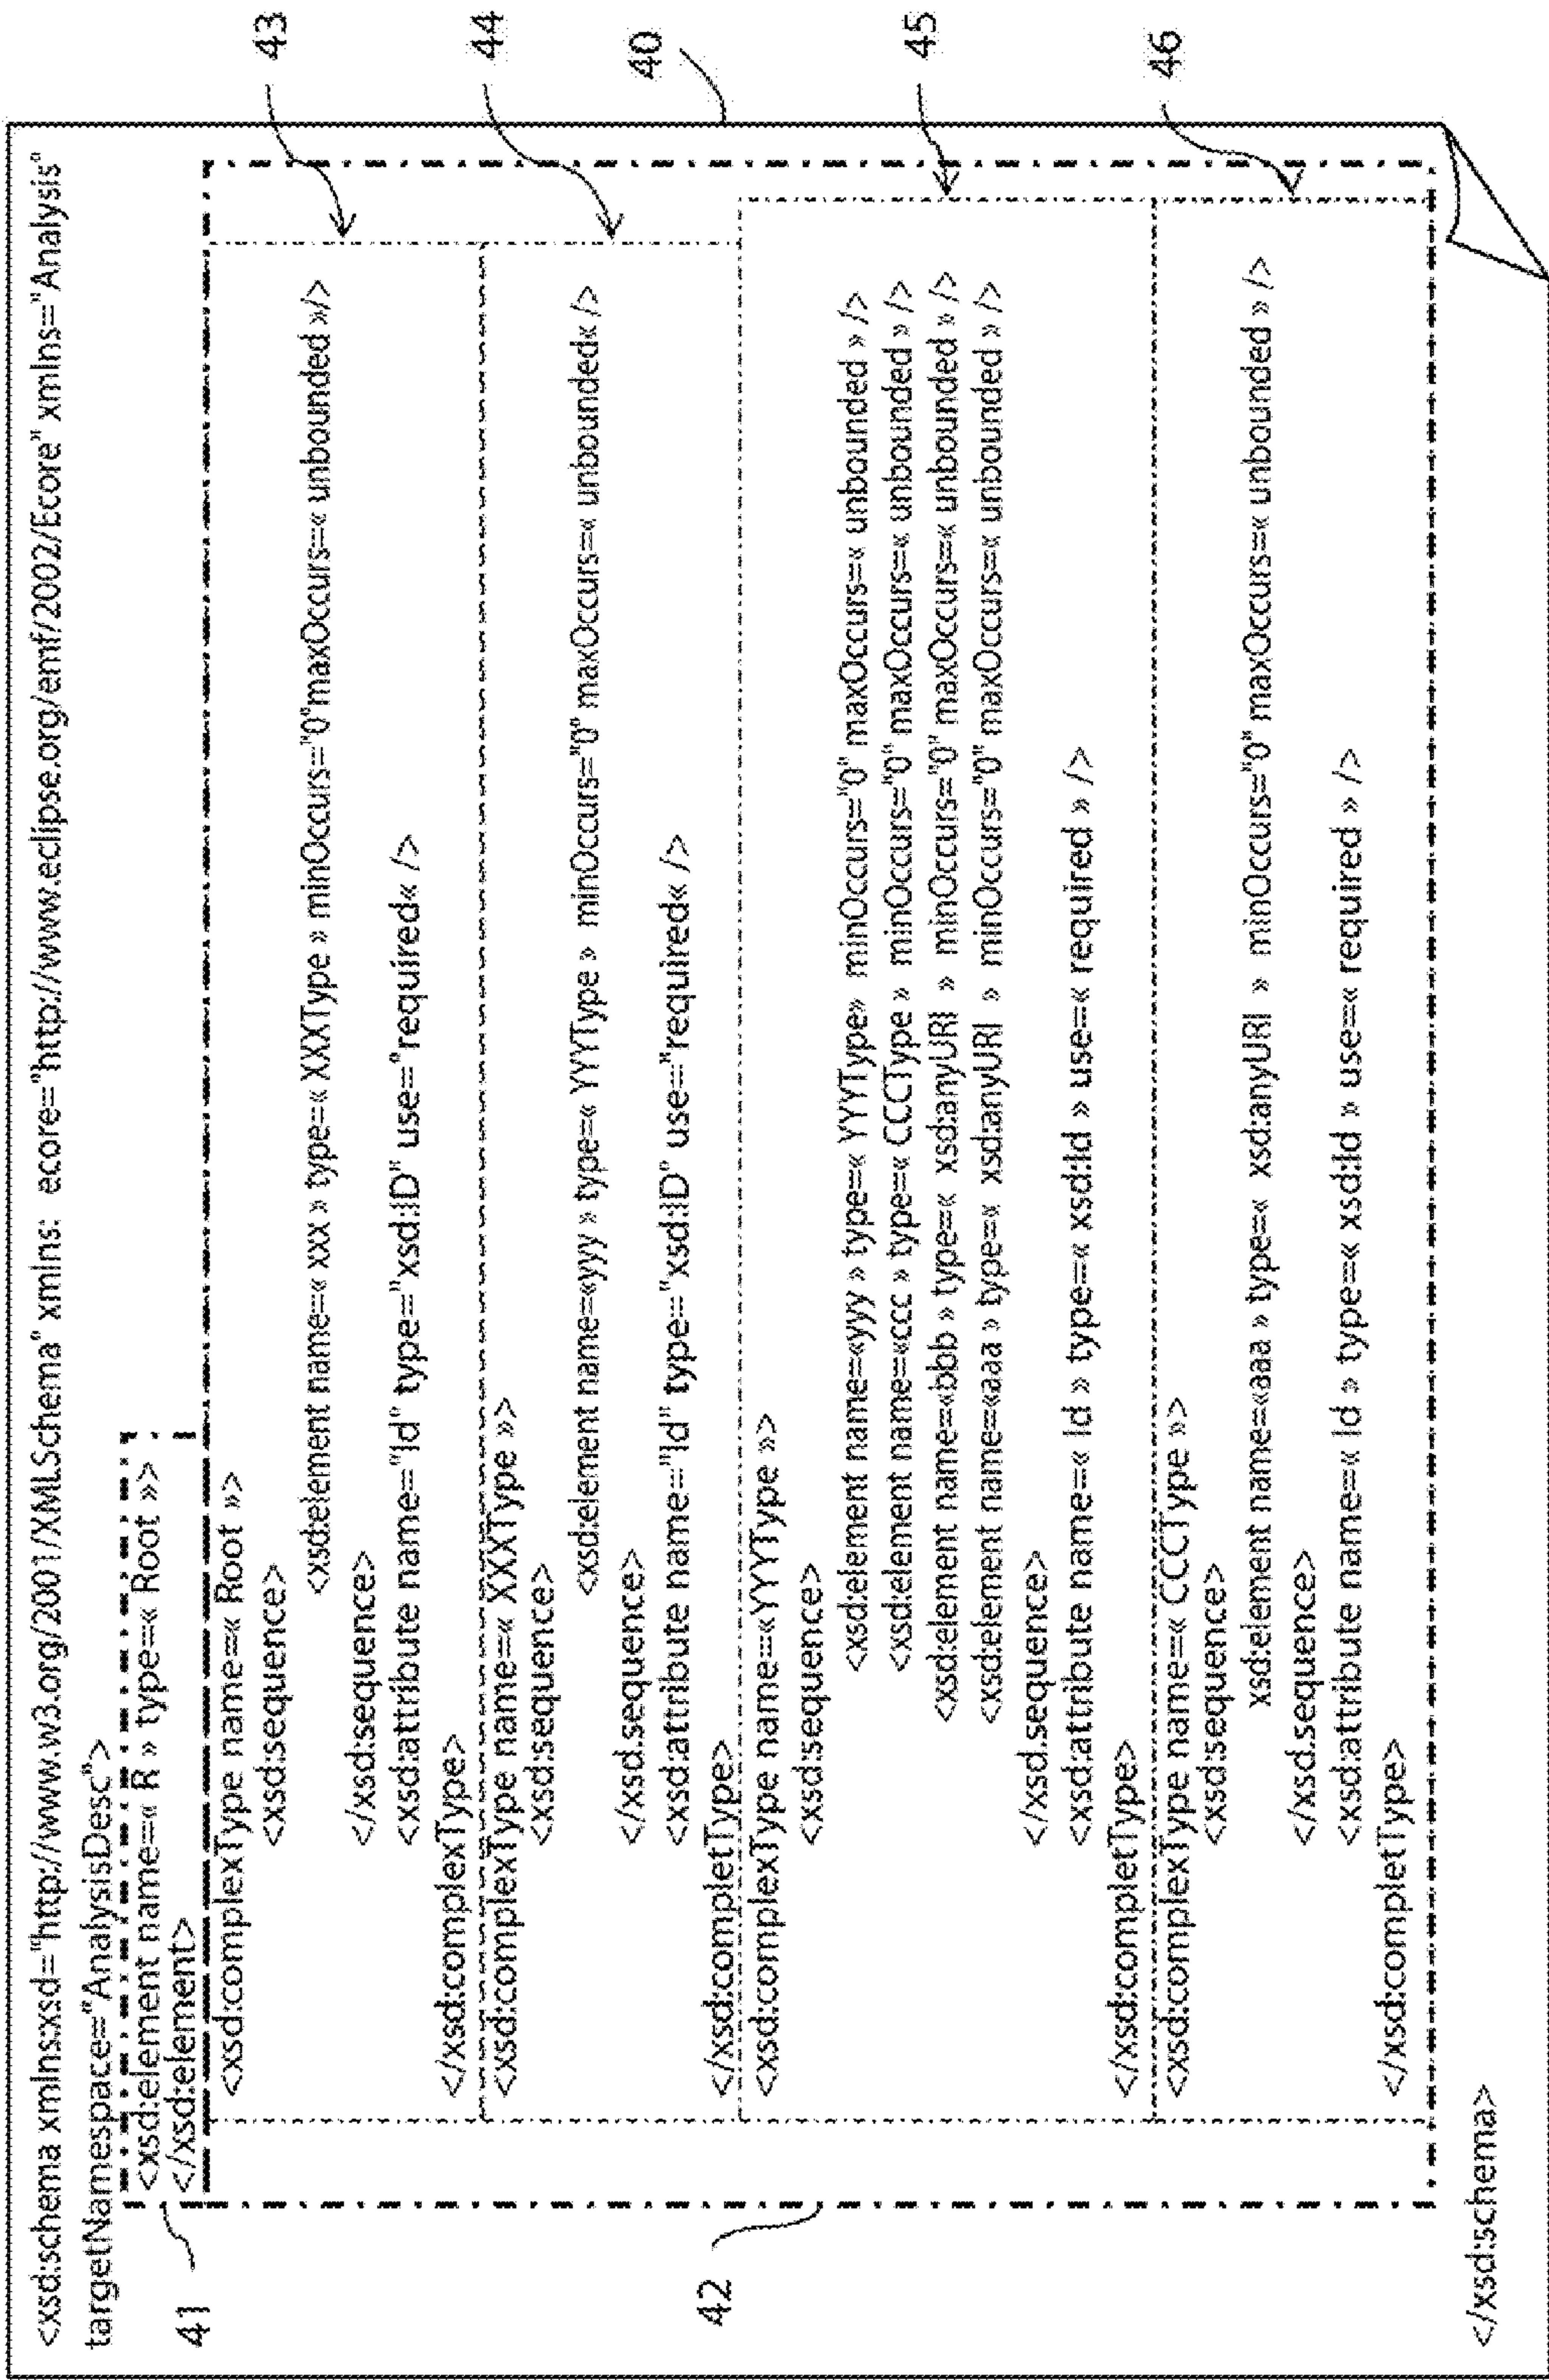 <xsd:schema xmlns:xsd="http://www.w3.org/2001/XMLSchema" xmlns: ecore="http://www.eclipse.org/emf/2002/Ecore" xmlns="Analysis"
targetNamespace="AnalysisDesc">
41
<xsd:element name=« R » type=« Root »>
</xsd:element>
42
43
<xsd:complexType name=« Root »>
<xsd:sequence>
<xsd:element name=« xxx » type=« XXXType » minOccurs="0"maxOccurs=« unbounded »/>
</xsd:sequence>
<xsd:attribute name="Id" type="xsd:ID" use="required« />
</xsd:complexType>
44
<xsd:complexType name=« XXXType »>
<xsd:sequence>
<xsd:element name=«yyy » type=« YYYType » minOccurs="0" maxOccurs=« unbounded« />
</xsd.sequence>
<xsd:attribute name="Id" type="xsd:ID" use="required« />
</xsd:completType>
40
45
<xsd:complexType name=«YYYType »>
<xsd:sequence>
<xsd:element name=«yyy » type=« YYYType» minOccurs="0" maxOccurs=« unbounded » />
<xsd:element name=«ccc » type=« CCCType » minOccurs="0" maxOccurs=« unbounded » />
<xsd:element name=«bbb » type=« xsd:anyURI » minOccurs="0" maxOccurs=« unbounded » />
<xsd:element name=«aaa » type=« xsd:anyURI » minOccurs="0" maxOccurs=« unbounded » />
</xsd.sequence>
<xsd:attribute name=« Id » type=« xsd:Id » use=« required » />
</xsd:completType>
46
<xsd:complexType name=« CCCType »>
<xsd:sequence>
xsd:element name=«aaa » type=« xsd:anyURI » minOccurs="0" maxOccurs=« unbounded » />
</xsd.sequence>
<xsd:attribute name=« Id » type=« xsd:Id » use=« required » />
</xsd:completType>
</xsd:schema>